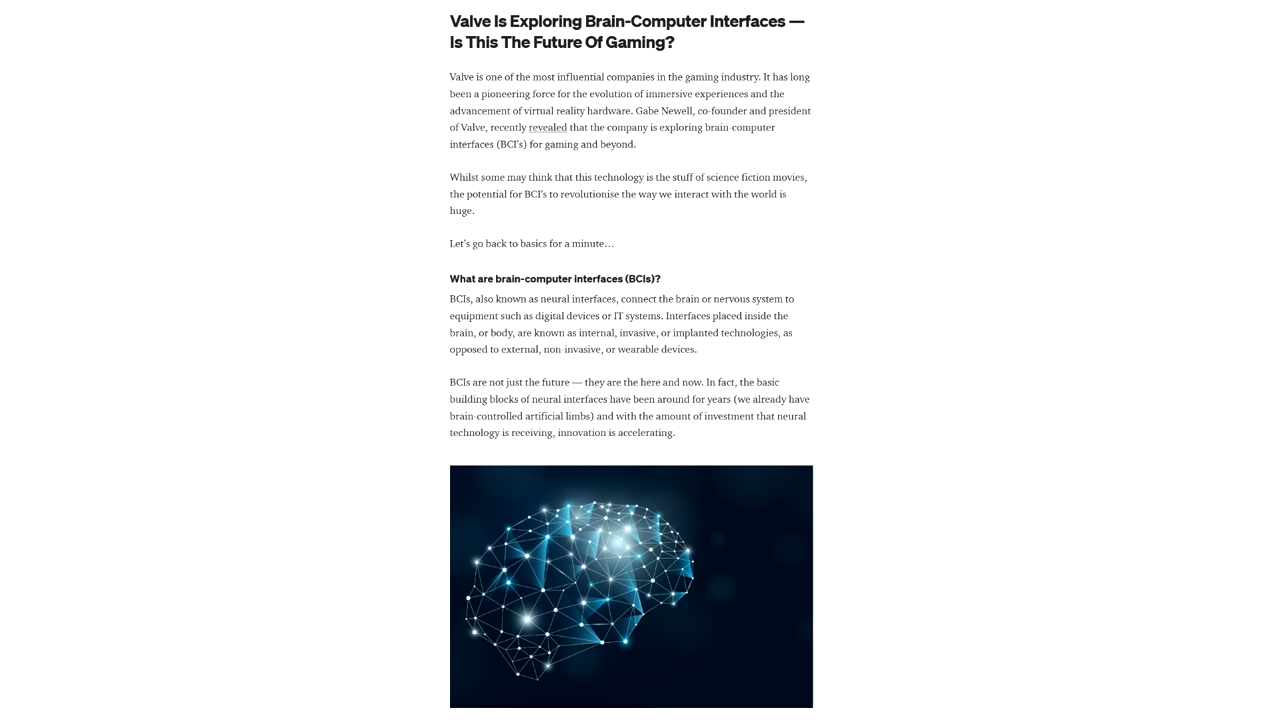 Valve Is Exploring Brain-Computer Interfaces —
Is This The Future Of Gaming?
Valve is one of the most influential companies in the gaming industry. It has long
been a pioneering force for the evolution of immersive experiences and the
advancement of virtual reality hardware. Gabe Newell, co-founder and president
of Valve, recently revealed that the company is exploring brain-computer
interfaces (BCI's) for gaming and beyond.
Whilst some may think that this technology is the stuff of science fiction movies,
the potential for BCI's to revolutionise the way we interact with the world is
huge.
Let's go back to basics for a minute…
What are brain-computer interfaces (BCIs)?
BCIs, also known as neural interfaces, connect the brain or nervous system to
equipment such as digital devices or IT systems. Interfaces placed inside the
brain, or body, are known as internal, invasive, or implanted technologies, as
opposed to external, non-invasive, or wearable devices.
BCIs are not just the future — they are the here and now. In fact, the basic
building blocks of neural interfaces have been around for years (we already have
brain-controlled artificial limbs) and with the amount of investment that neural
technology is receiving, innovation is accelerating.